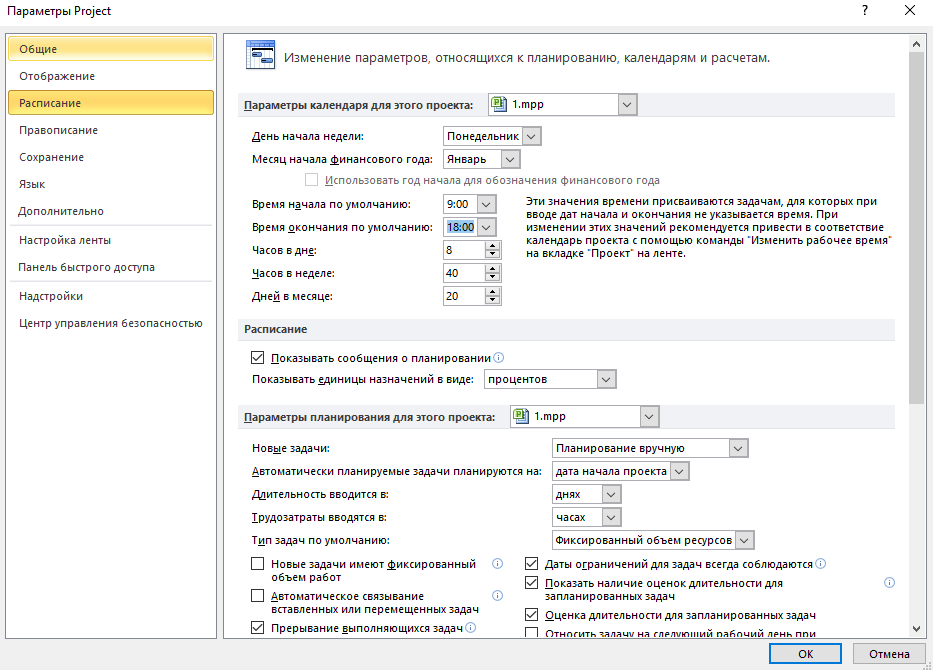 Параметры Project
?
Общие
Отображение
Расписание
Правописание
Сохранение
Язык
Дополнительно
Настройка ленты
Панель быстрого доступа
Надстройки
Центр управления безопасностью
Изменение параметров, относящихся к планированию, календарям и расчетам.
Параметры календаря для этого проекта: 1.mpp
День начала недели: Понедельник
Месяц начала финансового года: Январь
Использовать год начала для обозначения финансового года
Время начала по умолчанию: 9:00
Время окончания по умолчанию: 18:00
Часов в дне: 8
Часов в неделе: 40
Дней в месяце: 20
Эти значения времени присваиваются задачам, для которых при
вводе дат начала и окончания не указывается время. При
изменении этих значений рекомендуется привести в соответствие
календарь проекта с помощью команды "Изменить рабочее время"
на вкладке "Проект" на ленте.
Расписание
Показывать сообщения о планировании
Показывать единицы назначений в виде: процентов
Параметры планирования для этого проекта: 1.mpp
Новые задачи: Планирование вручную
Автоматически планируемые задачи планируются на: дата начала проекта
Длительность вводится в: днях
Трудозатраты вводятся в: часах
Тип задач по умолчанию: Фиксированный объем ресурсов
Новые задачи имеют фиксированный
объем работ
Автоматическое связывание
вставленных или перемещенных задач
Прерывание выполняющихся задач
Даты ограничений для задач всегда соблюдаются
Показать наличие оценок длительности для
запланированных задач
Оценка длительности для запланированных задач
Относить задачу на следующий рабочий день при
ОК
Отмена